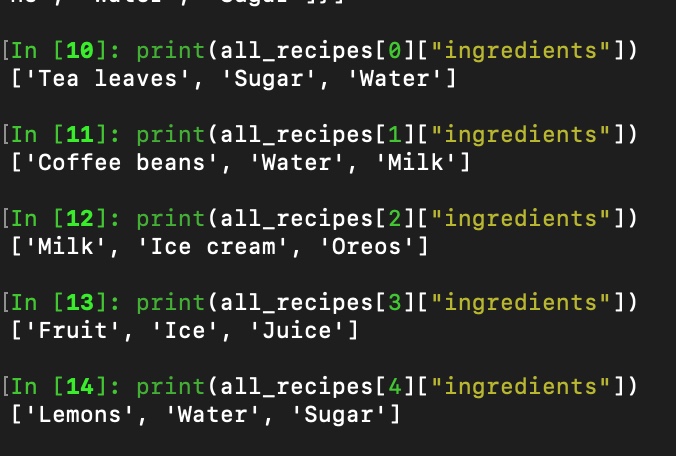 [In [10]: print(all_recipes[0]["ingredients"])
['Tea leaves', 'Sugar', 'Water']
[In [11]: print(all_recipes[1]["ingredients"])
['Coffee beans', 'Water', 'Milk']
[In [12]: print(all_recipes[2]["ingredients"])
['Milk', 'Ice cream', 'Oreos']
[In [13]: print(all_recipes[3]["ingredients"])
['Fruit', 'Ice', 'Juice']
[In [14]: print(all_recipes[4]["ingredients"])
['Lemons', 'Water', 'Sugar']